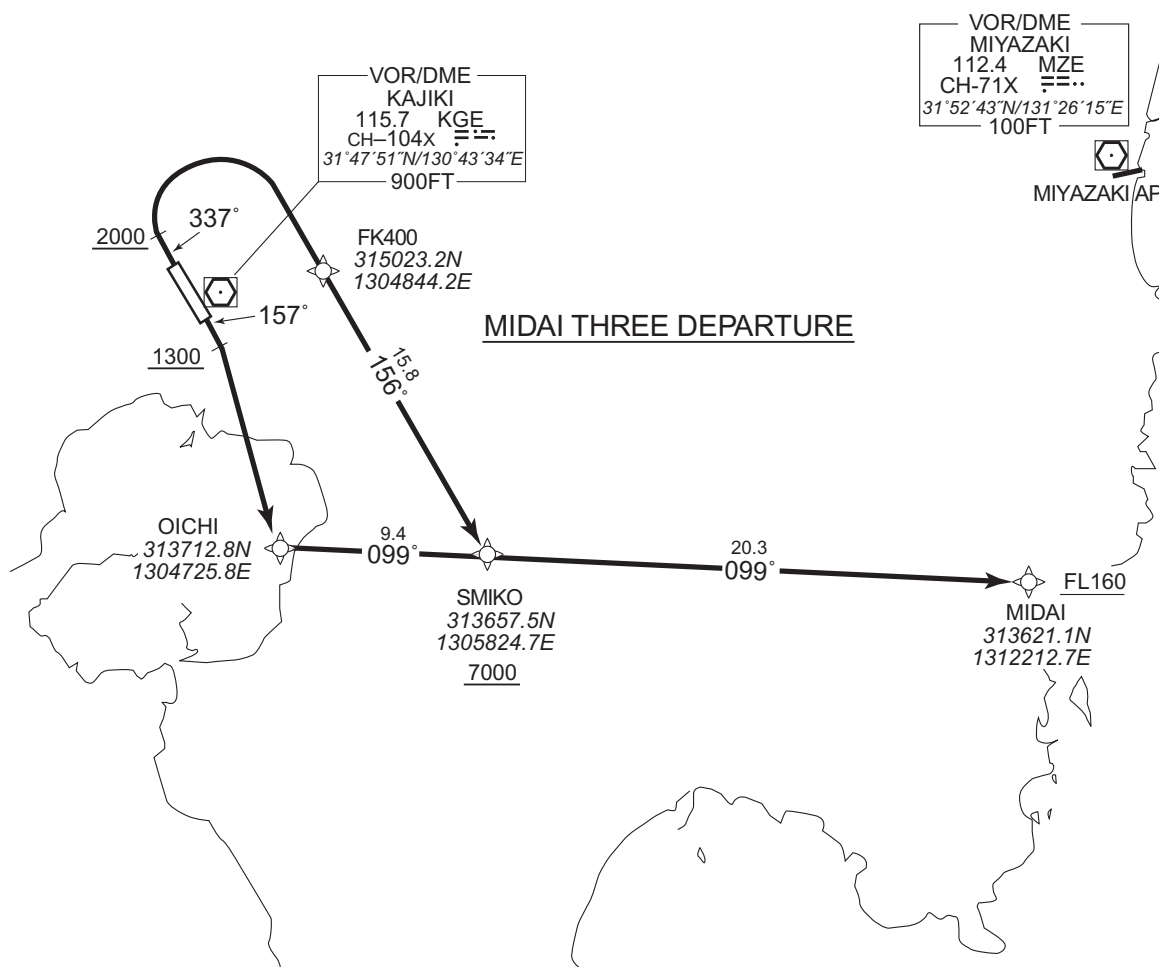 VOR/DME
MIYAZAKI
112.4 MZE
CH-71X
31°52´43˝N/131°26´15˝E
100FT
MIYAZAKI AP
VOR/DME
KAJIKI
115.7 KGE
CH–104X
31°47´51˝N/130°43´34˝E
900FT
337°
2000
FK400
315023.2N
1304844.2E
157°
1300
MIDAI THREE DEPARTURE
15.8
156°
OICHI
313712.8N
1304725.8E
9.4
099°
SMIKO
313657.5N
1305824.7E
7000
20.3
099°
FL160
MIDAI
313621.1N
1312212.7E